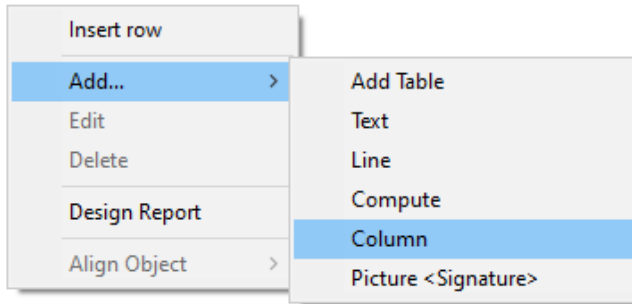 Insert row
Add...
Edit
Delete
Design Report
Align Object
Add Table
Text
Line
Compute
Column
Picture <Signature>